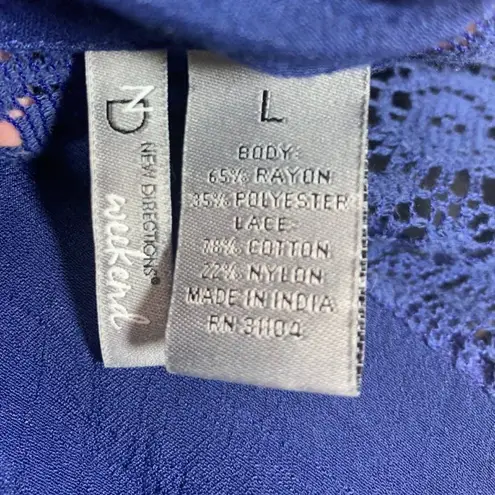 ND
NEW DIRECTIONS®
weekend
L
BODY:
65% RAYON
35% POLYESTER
LACE:
78% COTTON
22% NYLON
MADE IN INDIA
RN 31104